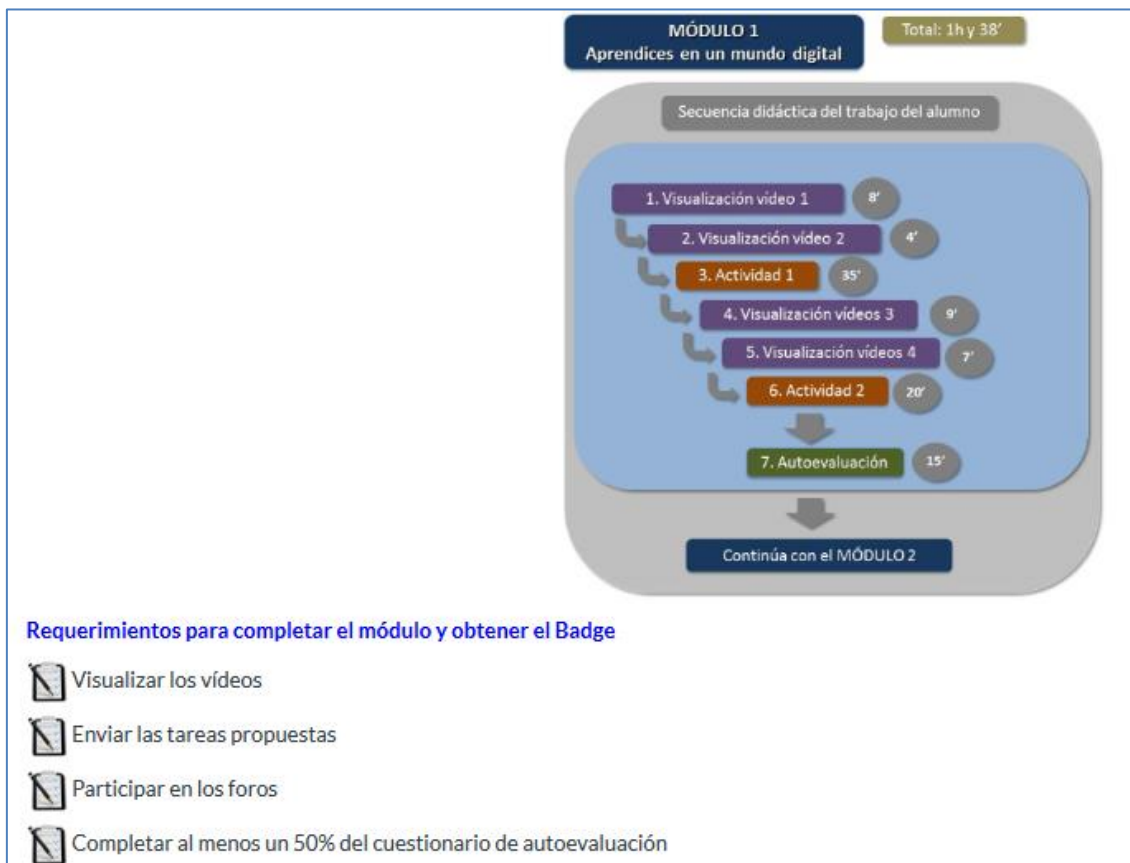 MÓDULO 1
Aprendices en un mundo digital
Total: 1h y 38’
Secuencia didáctica del trabajo del alumno
1. Visualización vídeo 1
8’
2. Visualización vídeo 2
4’
3. Actividad 1
35’
4. Visualización vídeos 3
9’
5. Visualización vídeos 4
7’
6. Actividad 2
20’
7. Autoevaluación
15’
Continúa con el MÓDULO 2
Requerimientos para completar el módulo y obtener el Badge
Visualizar los vídeos
Enviar las tareas propuestas
Participar en los foros
Completar al menos un 50% del cuestionario de autoevaluación